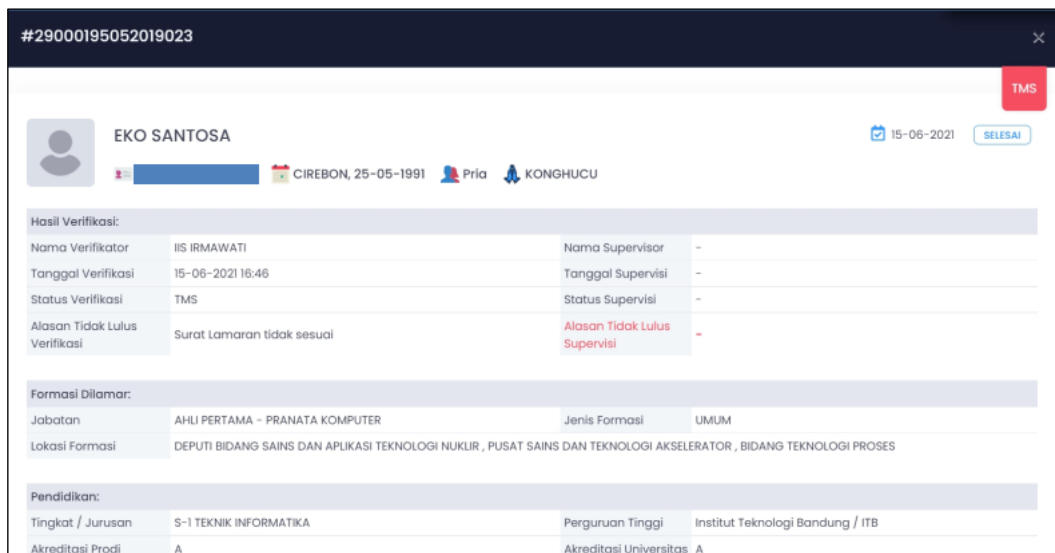 #29000195052019023
TMS
EKO SANTOSA
15-06-2021 SELESAI
CIREBON, 25-05-1991 Pria KONGHUCU
Hasil Verifikasi:
Nama Verifikator IIS IRMAWATI Nama Supervisor -
Tanggal Verifikasi 15-06-2021 16:46 Tanggal Supervisi -
Status Verifikasi TMS Status Supervisi -
Alasan Tidak Lulus Verifikasi Surat Lamaran tidak sesuai Alasan Tidak Lulus Supervisi -
Formasi Dilamar:
Jabatan AHLI PERTAMA - PRANATA KOMPUTER Jenis Formasi UMUM
Lokasi Formasi DEPUTI BIDANG SAINS DAN APLIKASI TEKNOLOGI NUKLIR , PUSAT SAINS DAN TEKNOLOGI AKSELERATOR , BIDANG TEKNOLOGI PROSES
Pendidikan:
Tingkat / Jurusan S-1 TEKNIK INFORMATIKA Perguruan Tinggi Institut Teknologi Bandung / ITB
Akreditasi Prodi A Akreditasi Universitas A